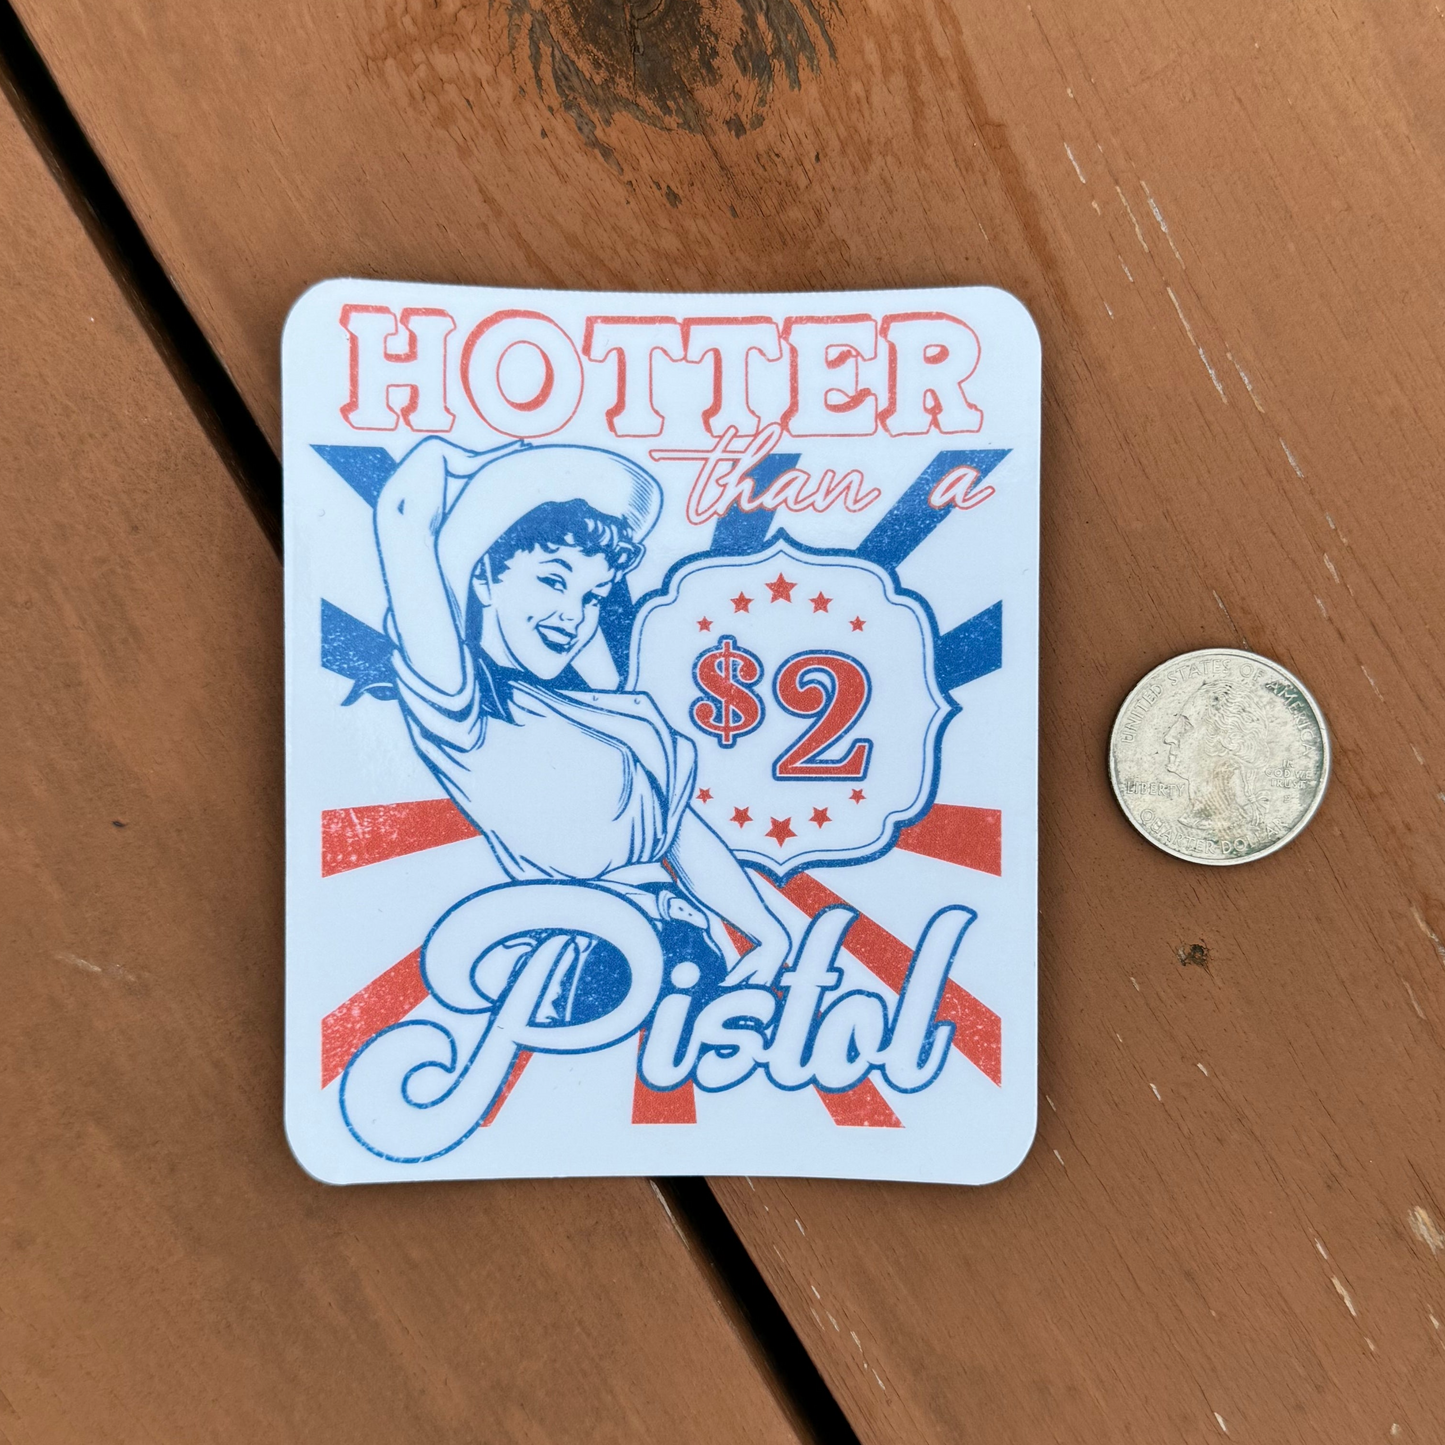 HOTTER
than a
$2
Pistol
UNITED STATES OF AMERICA
LIBERTY
IN
GOD WE
TRUST
QUARTER DOLLAR